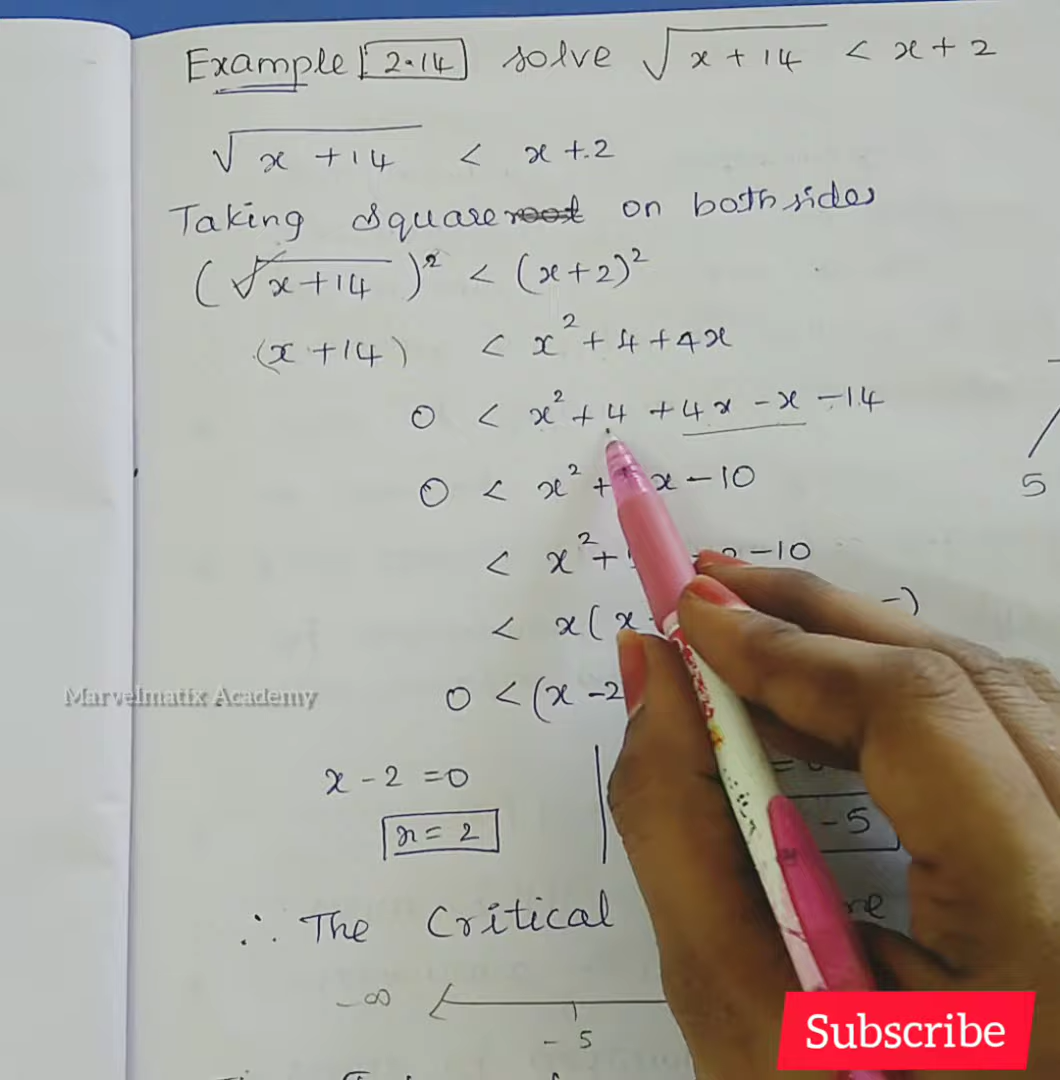 Example 2.14 solve √x + 14 < x + 2
√x + 14 < x + 2
Taking square on both sides
(√x + 14)² < (x + 2)²
(x + 14) < x² + 4 + 4x
0 < x² + 4 + 4x - x - 14
5
0 < x² + x - 10
< x² + - 10
< x(x -)
0 < (x - 2
x - 2 = 0
x = 2
- 5
Marvelmatix Academy
∴ The Critical
-∞
- 5
Subscribe